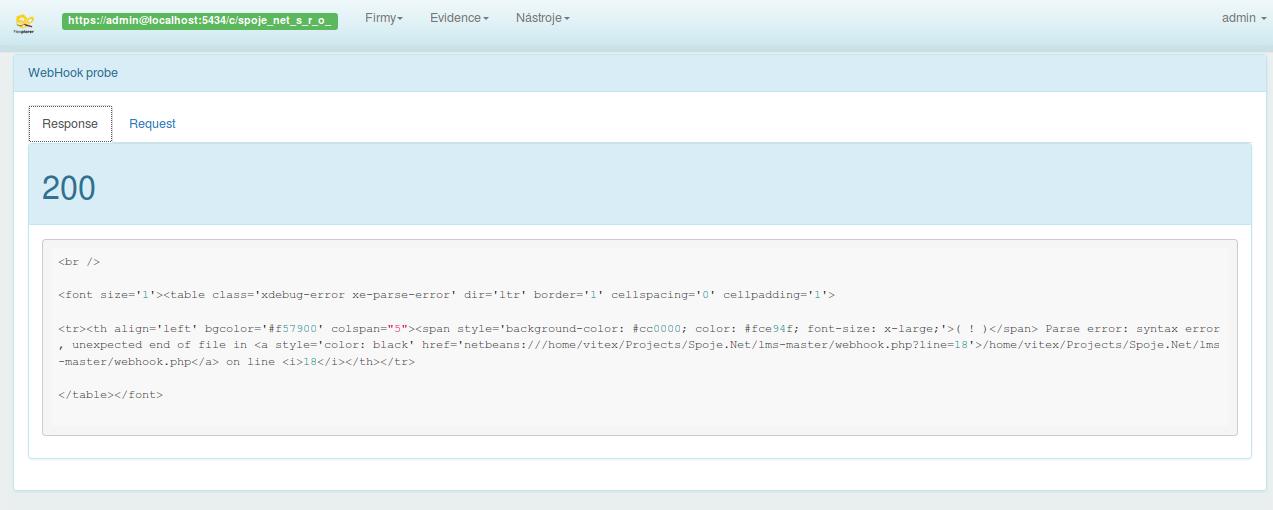 https://admin@localhost:5434/c/spoje_net_s_r_o_ Firmy Evidence Nástroje admin
WebHook probe
Response Request
200
<br />
<font size='1'><table class='xdebug-error xe-parse-error' dir='ltr' border='1' cellspacing='0' cellpadding='1'>
<tr><th align='left' bgcolor='#f57900' colspan="5"><span style='background-color: #cc0000; color: #fce94f; font-size: x-large;'>( ! )</span> Parse error: syntax error
, unexpected end of file in <a style='color: black' href='netbeans:///home/vitex/Projects/Spoje.Net/lms-master/webhook.php?line=18'>/home/vitex/Projects/Spoje.Net/lms
-master/webhook.php</a> on line <i>18</i></th></tr>
</table></font>